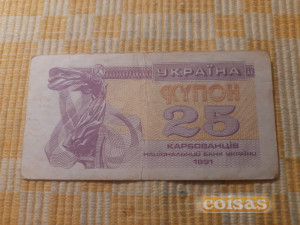 УКРАЇНА
КУПОН
25
КАРБОВАНЦІВ
НАЦІОНАЛЬНИЙ БАНК УКРАЇНИ
1991
coisas